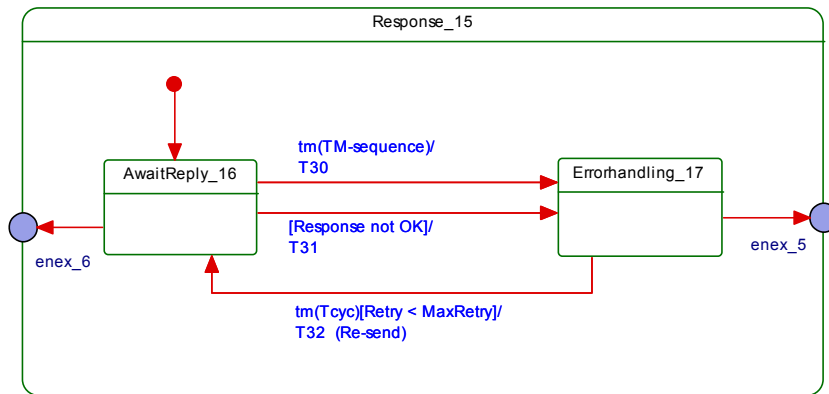 Response_15
tm(TM-sequence)/
T30
AwaitReply_16
Errorhandling_17
[Response not OK]/
T31
enex_6
enex_5
tm(Tcyc)[Retry < MaxRetry]/
T32 (Re-send)